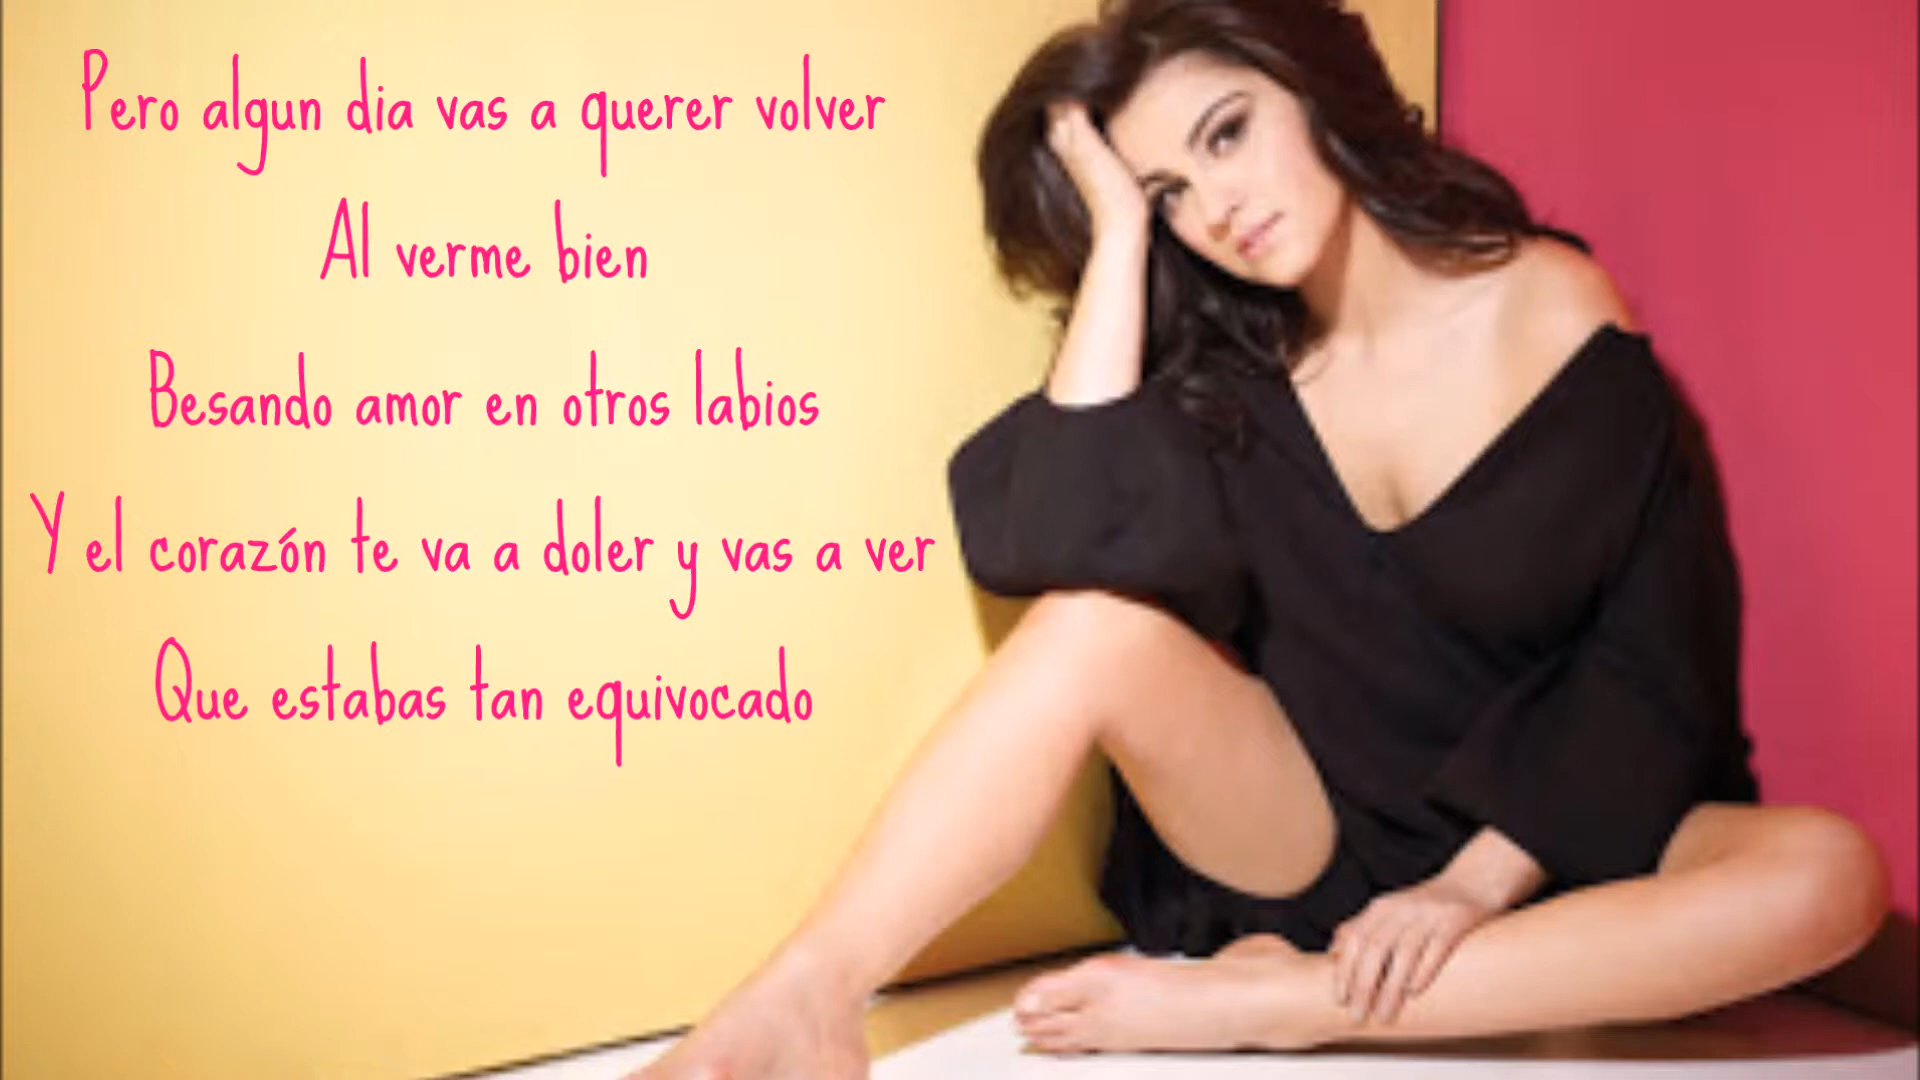 Pero algun dia vas a querer volver
Al verme bien
Besando amor en otros labios
Y el corazón te va a doler y vas a ver
Que estabas tan equivocado